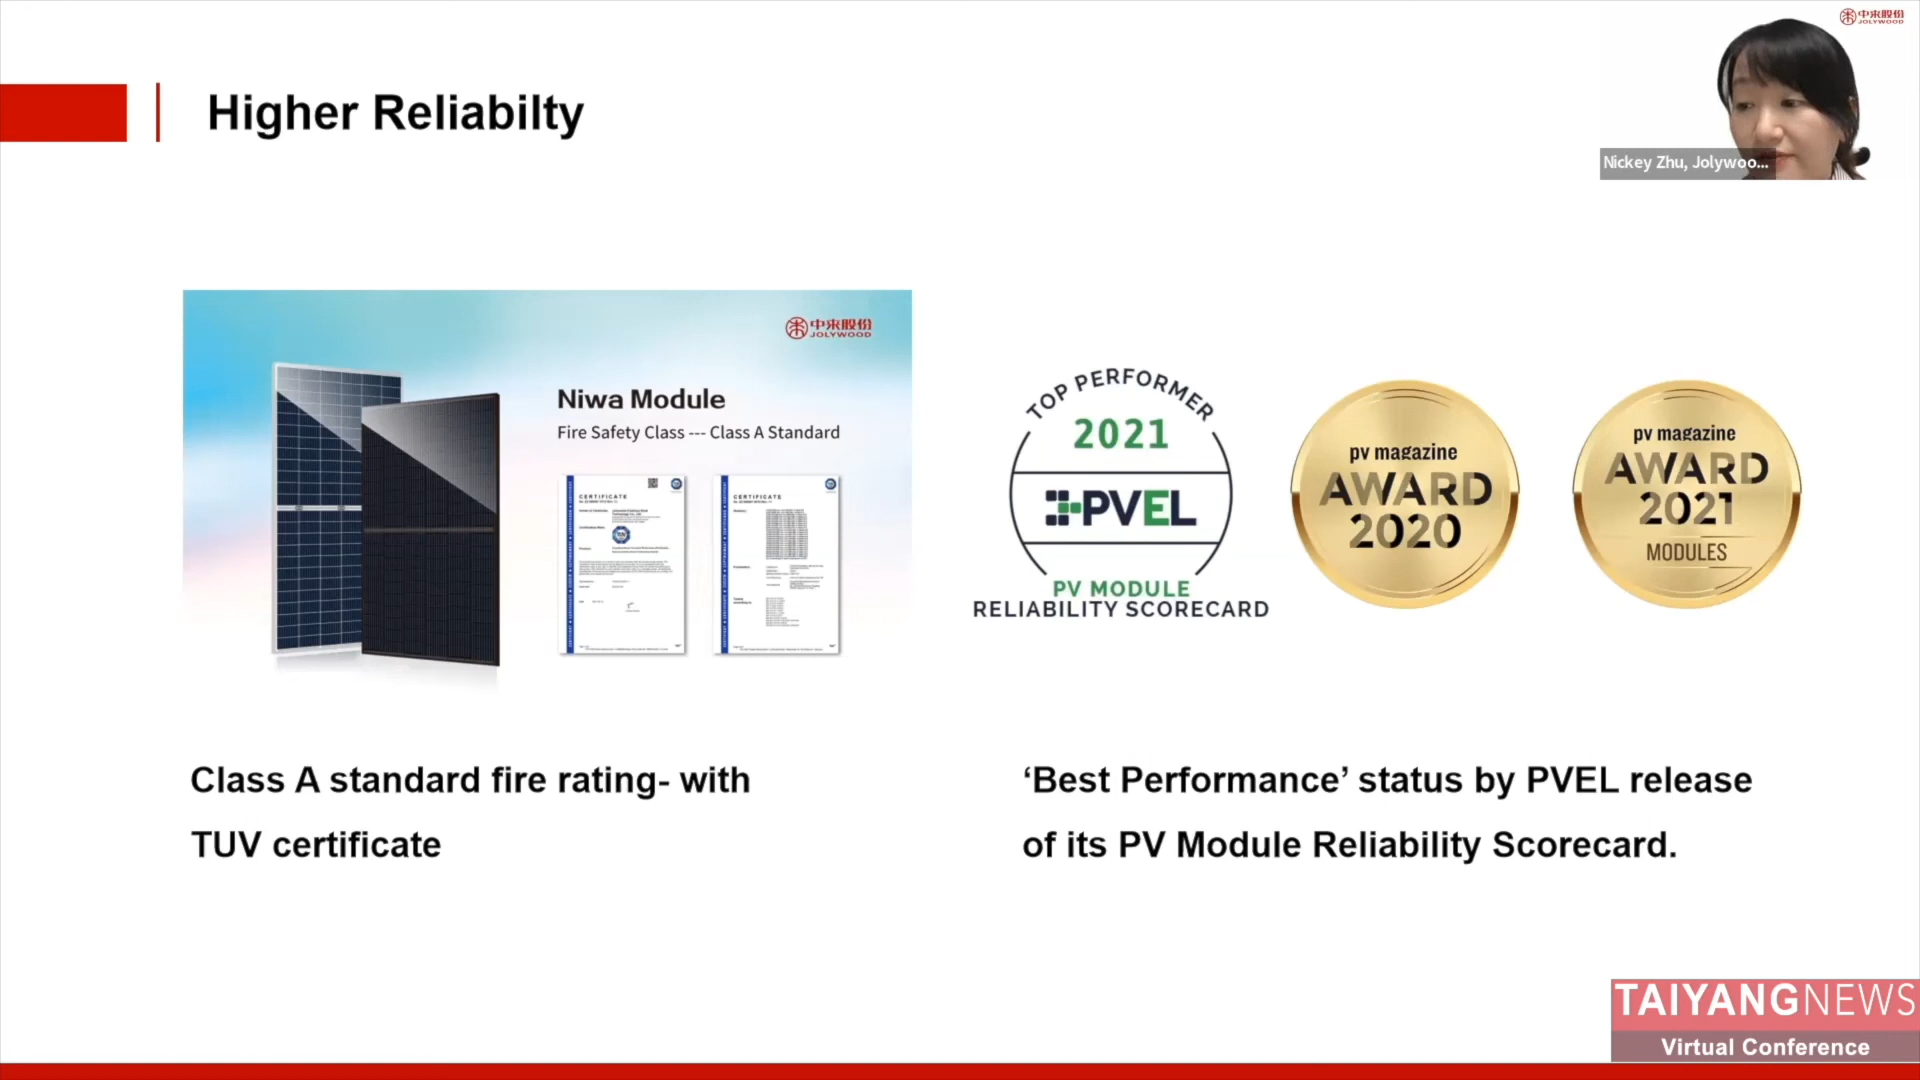 中来股份
JOLYWOOD
Higher Reliabilty
Nickey Zhu, Jolywoo...
中来股份
JOLYWOOD
Niwa Module
Fire Safety Class --- Class A Standard
CERTIFICATE
CERTIFICATE
TOP PERFORMER
2021
PVEL
PV MODULE
RELIABILITY SCORECARD
pv magazine
AWARD
2020
pv magazine
AWARD
2021
MODULES
Class A standard fire rating- with
TUV certificate
‘Best Performance’ status by PVEL release
of its PV Module Reliability Scorecard.
TAIYANGNEWS
Virtual Conference